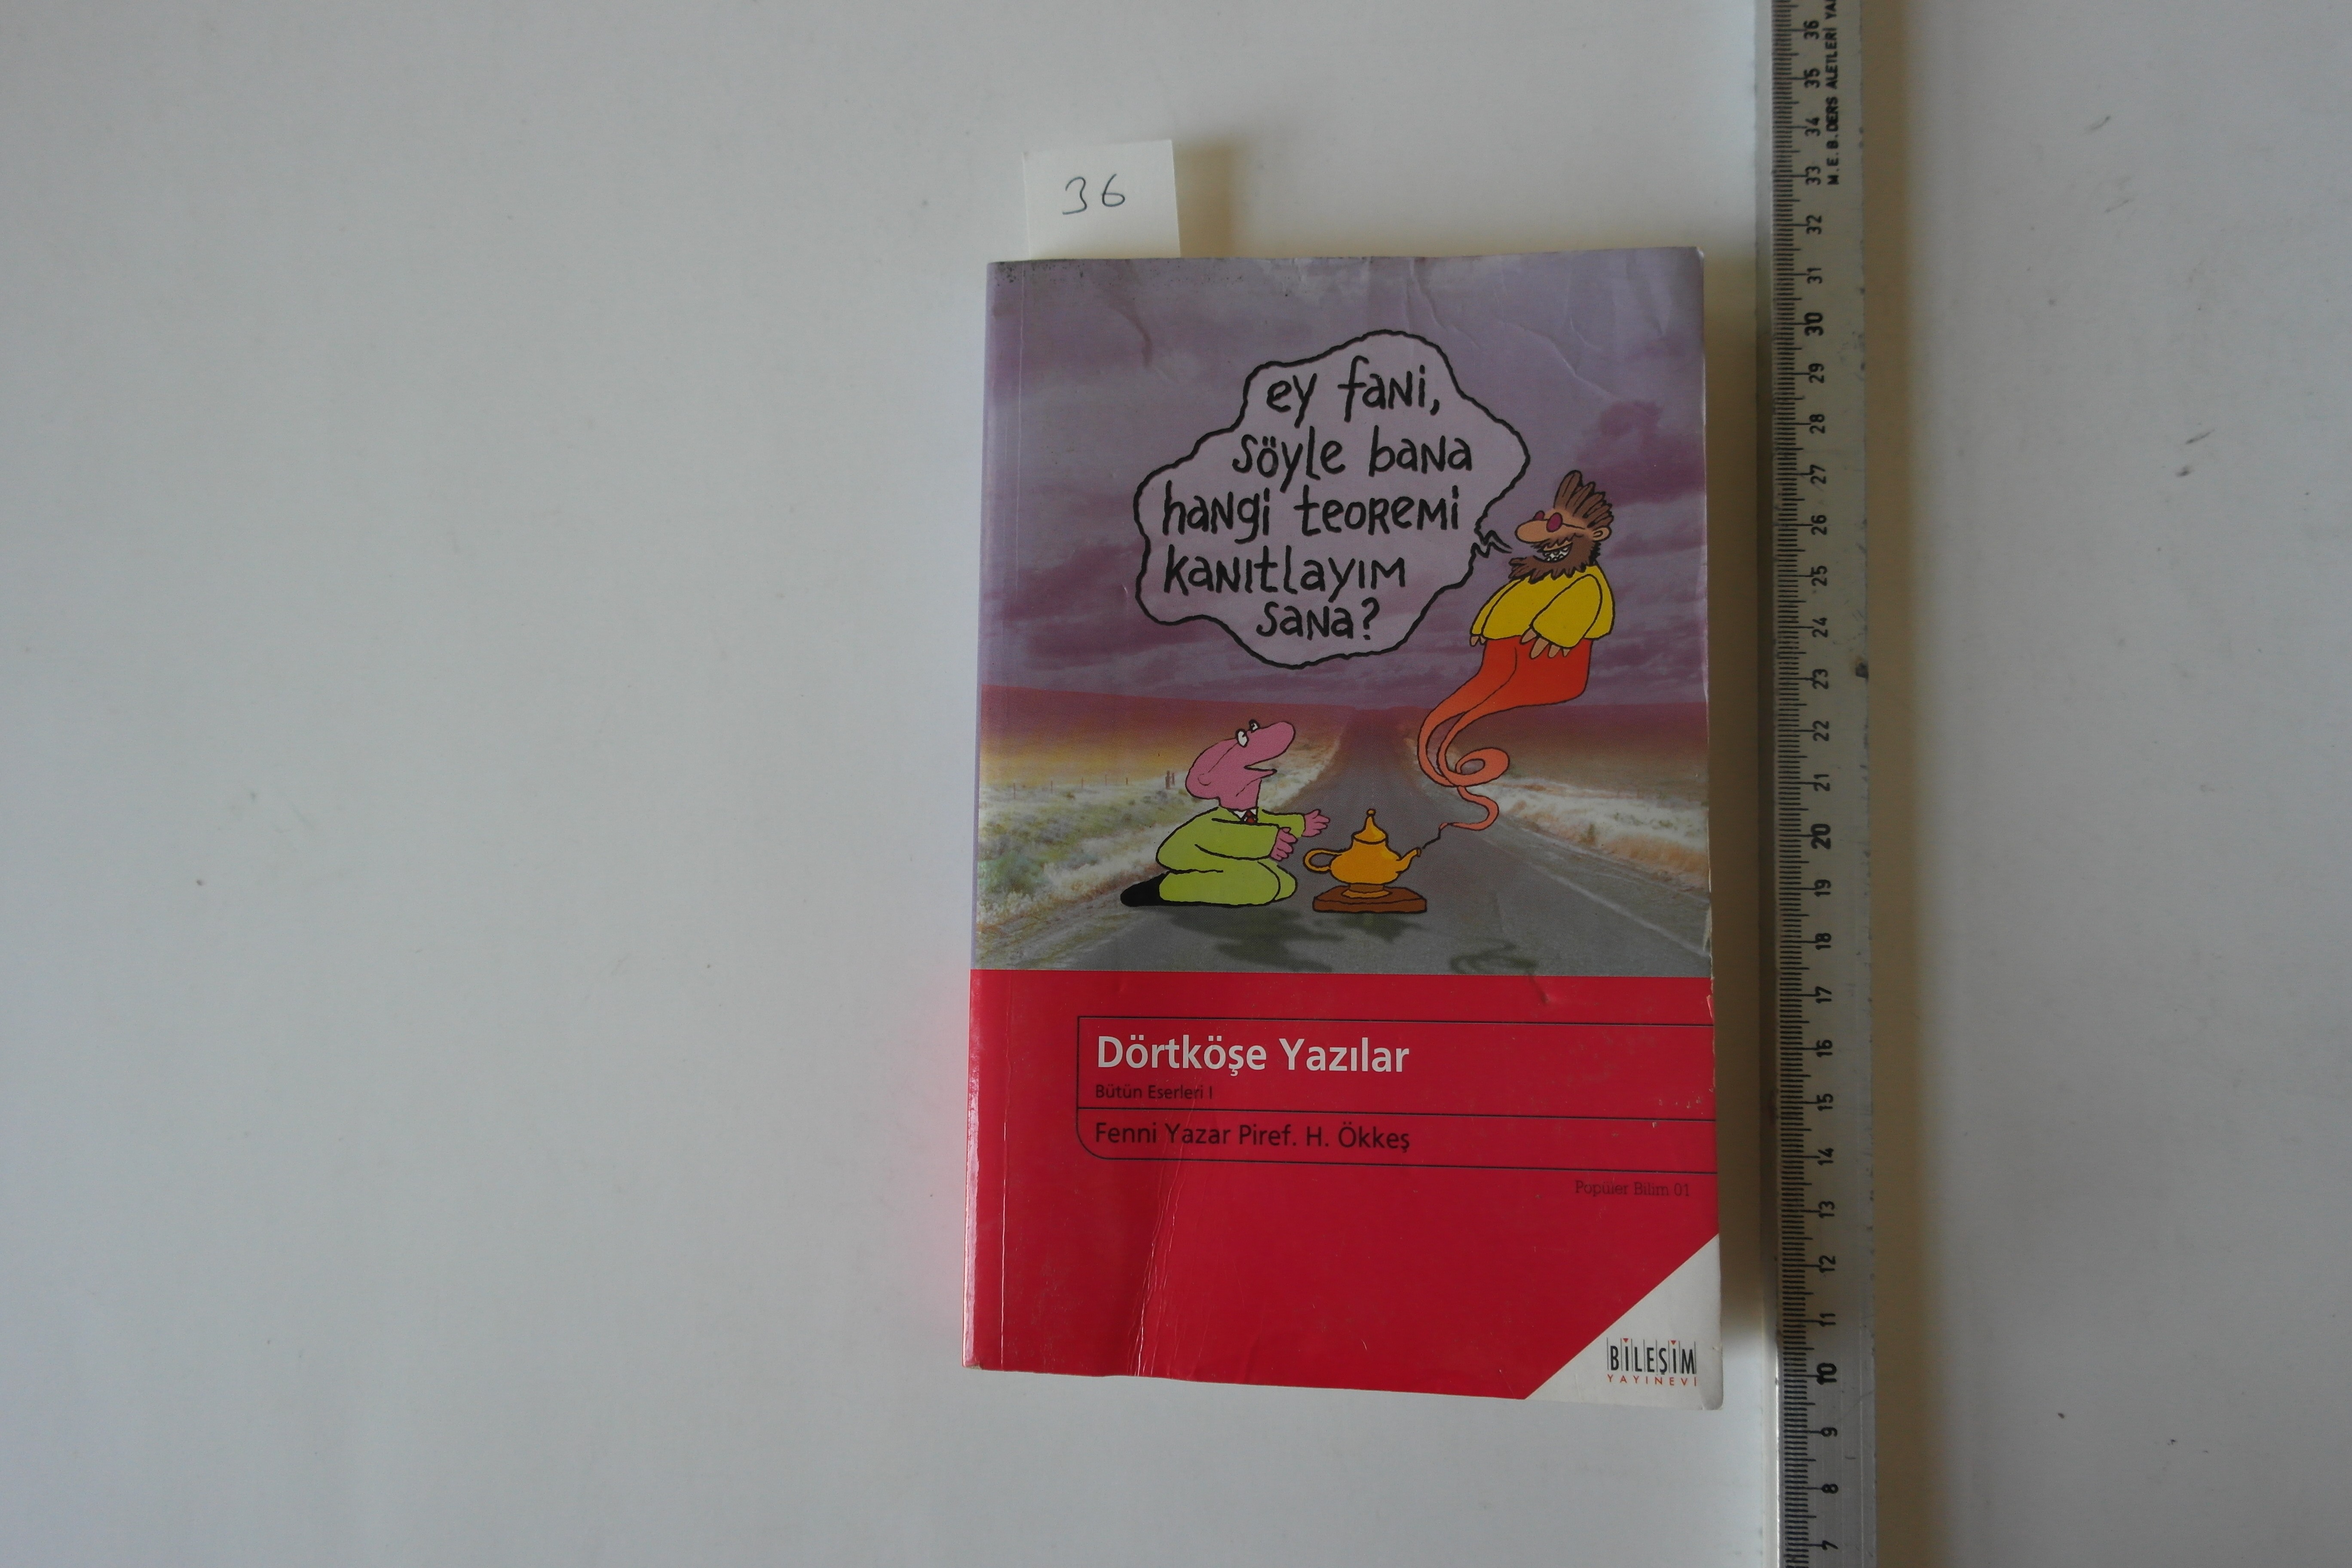 36
ey fani,
söyle bana
hangi teoremi
kanıtlayım
sana?
Dörtköşe Yazılar
Bütün Eserleri I
Fenni Yazar Piref. H. Ökkeş
Popüler Bilim 01
BİLEŞİM
YAYINEVİ
M.E.B. DERS ALETLERİ
36
35
34
33
32
31
30
29
28
27
26
25
24
23
22
21
20
19
18
17
16
15
14
13
12
11
10
9
8
7